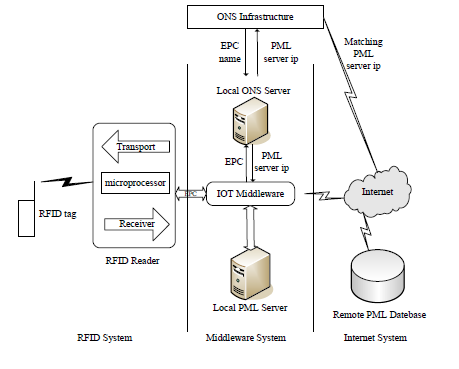 ONS Infrastructure
EPC
name
PML
server ip
Matching
PML
server ip
Local ONS Server
Transport
EPC
PML
server ip
microprocessor
RFID tag
EPC
IOT Middleware
Internet
Receiver
RFID Reader
Local PML Server
Remote PML Datebase
RFID System
Middleware System
Internet System